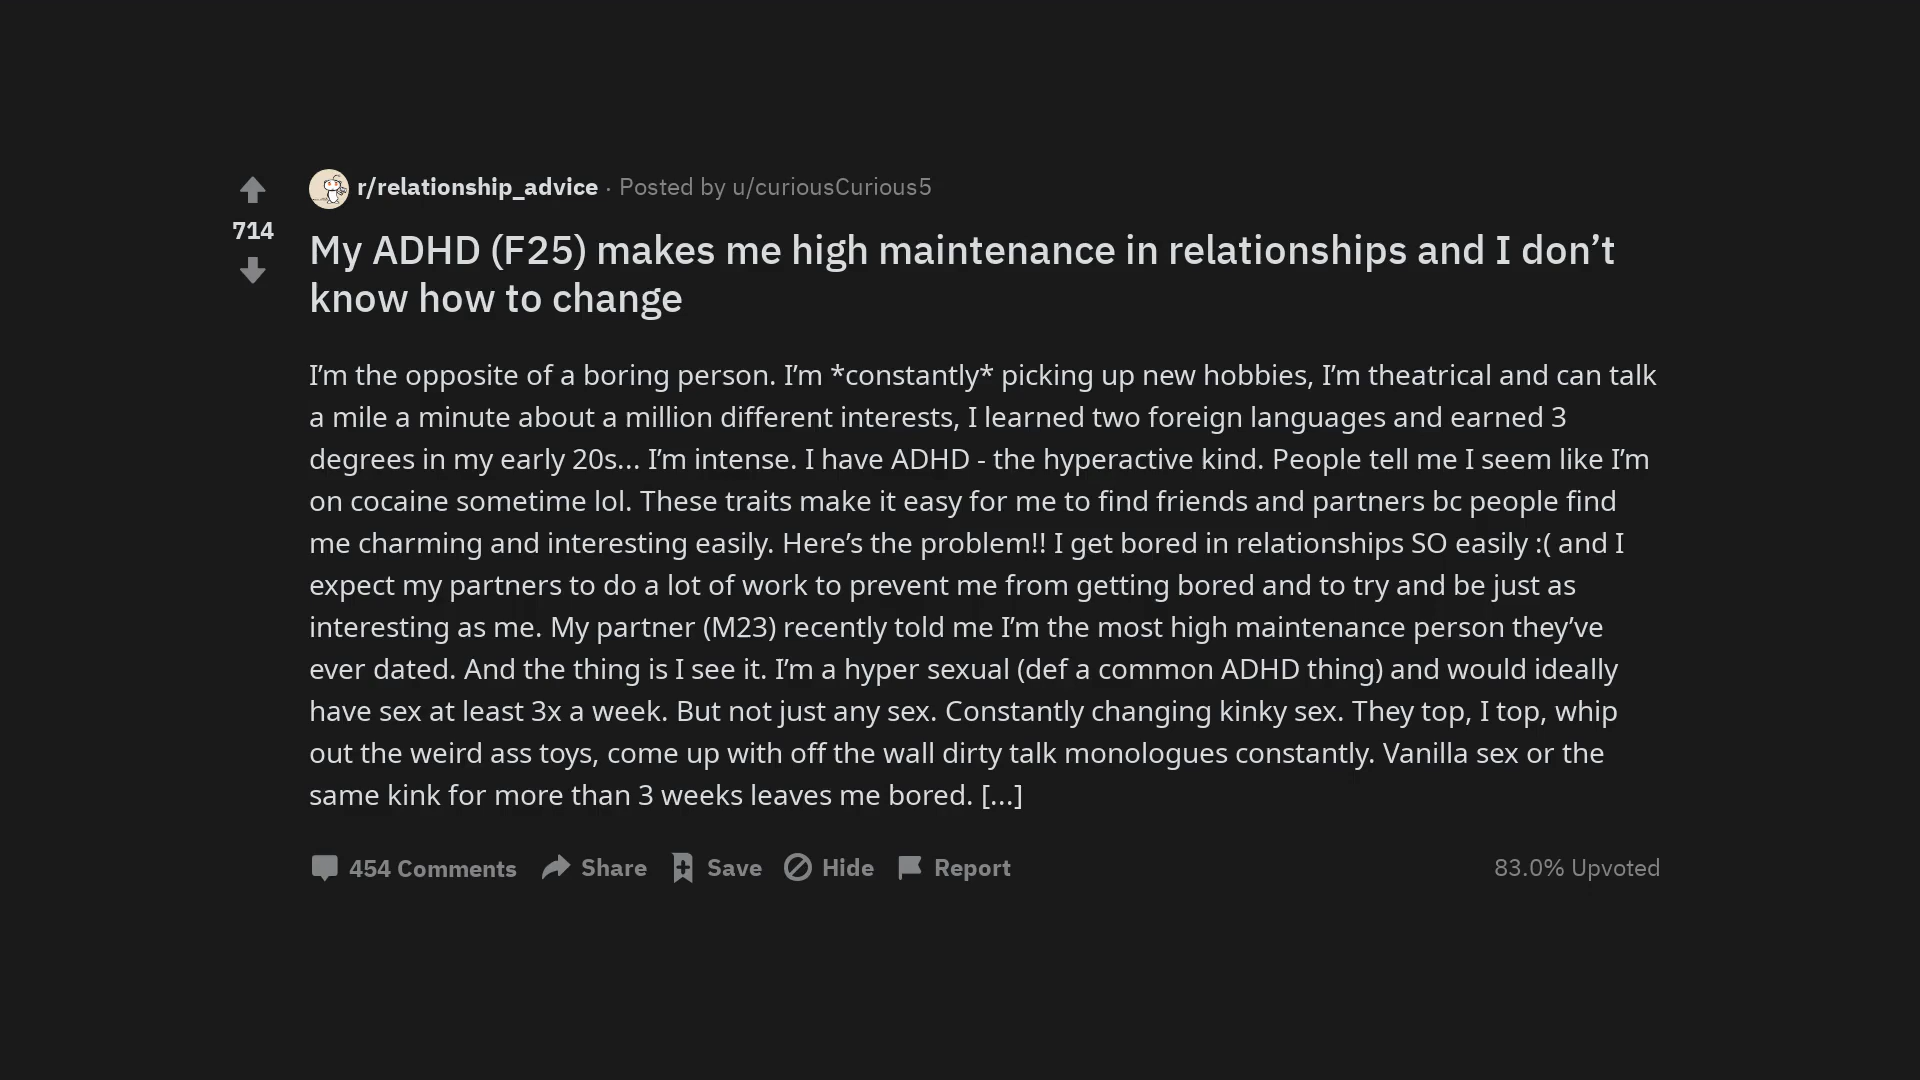 r/relationship_advice · Posted by u/curiousCurious5
714
My ADHD (F25) makes me high maintenance in relationships and I don’t
know how to change
I’m the opposite of a boring person. I’m *constantly* picking up new hobbies, I’m theatrical and can talk
a mile a minute about a million different interests, I learned two foreign languages and earned 3
degrees in my early 20s... I’m intense. I have ADHD - the hyperactive kind. People tell me I seem like I’m
on cocaine sometime lol. These traits make it easy for me to find friends and partners bc people find
me charming and interesting easily. Here’s the problem!! I get bored in relationships SO easily :( and I
expect my partners to do a lot of work to prevent me from getting bored and to try and be just as
interesting as me. My partner (M23) recently told me I’m the most high maintenance person they’ve
ever dated. And the thing is I see it. I’m a hyper sexual (def a common ADHD thing) and would ideally
have sex at least 3x a week. But not just any sex. Constantly changing kinky sex. They top, I top, whip
out the weird ass toys, come up with off the wall dirty talk monologues constantly. Vanilla sex or the
same kink for more than 3 weeks leaves me bored. [...]
454 Comments Share Save Hide Report 83.0% Upvoted